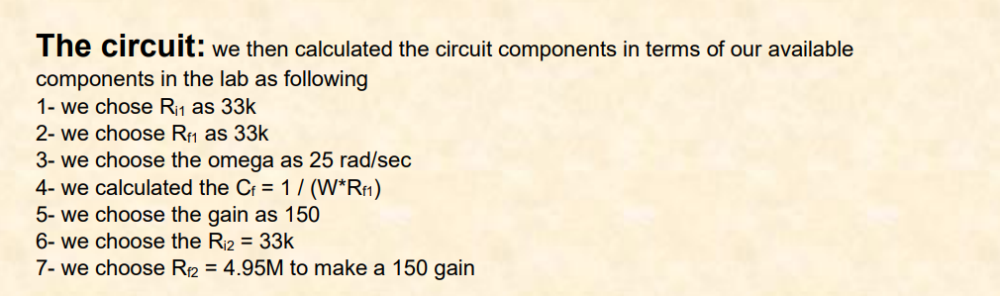 The circuit: we then calculated the circuit components in terms of our available
components in the lab as following
1- we chose Ri1 as 33k
2- we choose Rf1 as 33k
3- we choose the omega as 25 rad/sec
4- we calculated the Cf = 1 / (W*Rf1)
5- we choose the gain as 150
6- we choose the Ri2 = 33k
7- we choose Rf2 = 4.95M to make a 150 gain